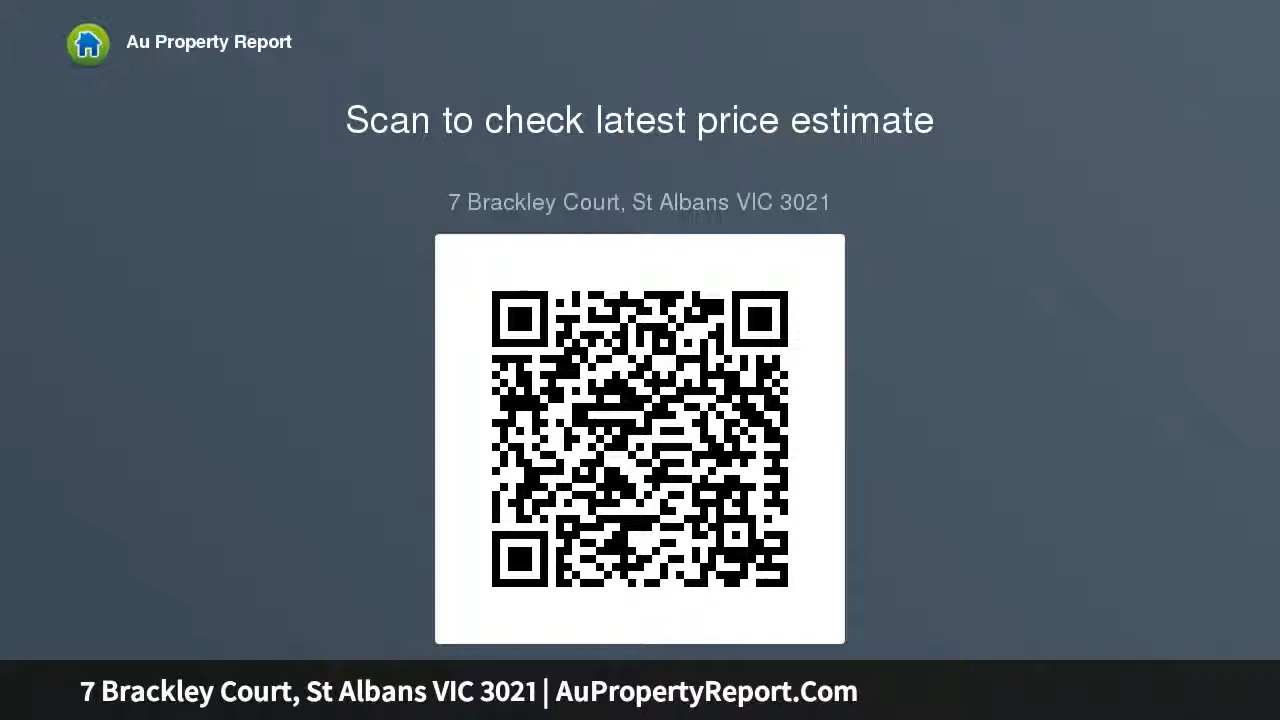 Au Property Report
Scan to check latest price estimate
7 Brackley Court, St Albans VIC 3021
7 Brackley Court, St Albans VIC 3021 | AuPropertyReport.Com